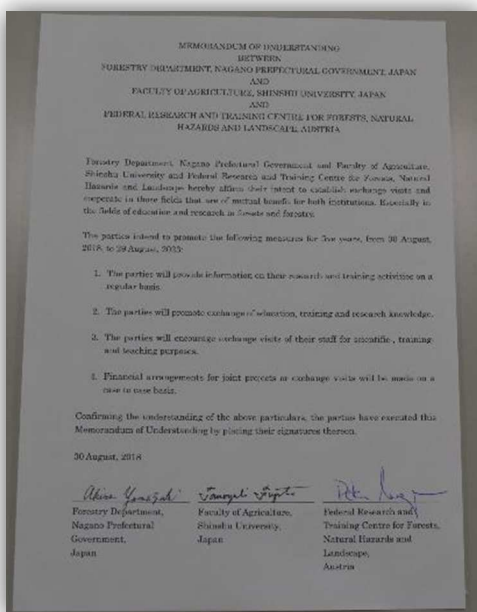 MEMORANDUM OF UNDERSTANDING
BETWEEN
FORESTRY DEPARTMENT, NAGANO PREFECTURAL GOVERNMENT, JAPAN
AND
FACULTY OF AGRICULTURE, SHINSHU UNIVERSITY, JAPAN
AND
FEDERAL RESEARCH AND TRAINING CENTRE FOR FORESTS, NATURAL
HAZARDS AND LANDSCAPE, AUSTRIA
Forestry Department, Nagano Prefectural Government and Faculty of Agriculture,
Shinshu University and Federal Research and Training Centre for Forests, Natural
Hazards and Landscape hereby affirm their intent to establish exchange visits and
cooperate in those fields that are of mutual benefit for both institutions. Especially in
the fields of education and research in forests and forestry.
The parties intend to promote the following measures for five years, from 30 August,
2018, to 29 August, 2023:
1. The parties will provide information on their research and training activities on a
regular basis.
2. The parties will promote exchange of education, training and research knowledge.
3. The parties will encourage exchange visits of their staff for scientific-, training-
and teaching purposes.
4. Financial arrangements for joint projects or exchange visits will be made on a
case to case basis.
Confirming the understanding of the above particulars, the parties have executed this
Memorandum of Understanding by placing their signatures thereon.
30 August, 2018
Akira Yamazaki
Forestry Department,
Nagano Prefectural
Government,
Japan
Faculty of Agriculture,
Shinshu University,
Japan
Peter
Federal Research and
Training Centre for Forests,
Natural Hazards and
Landscape,
Austria